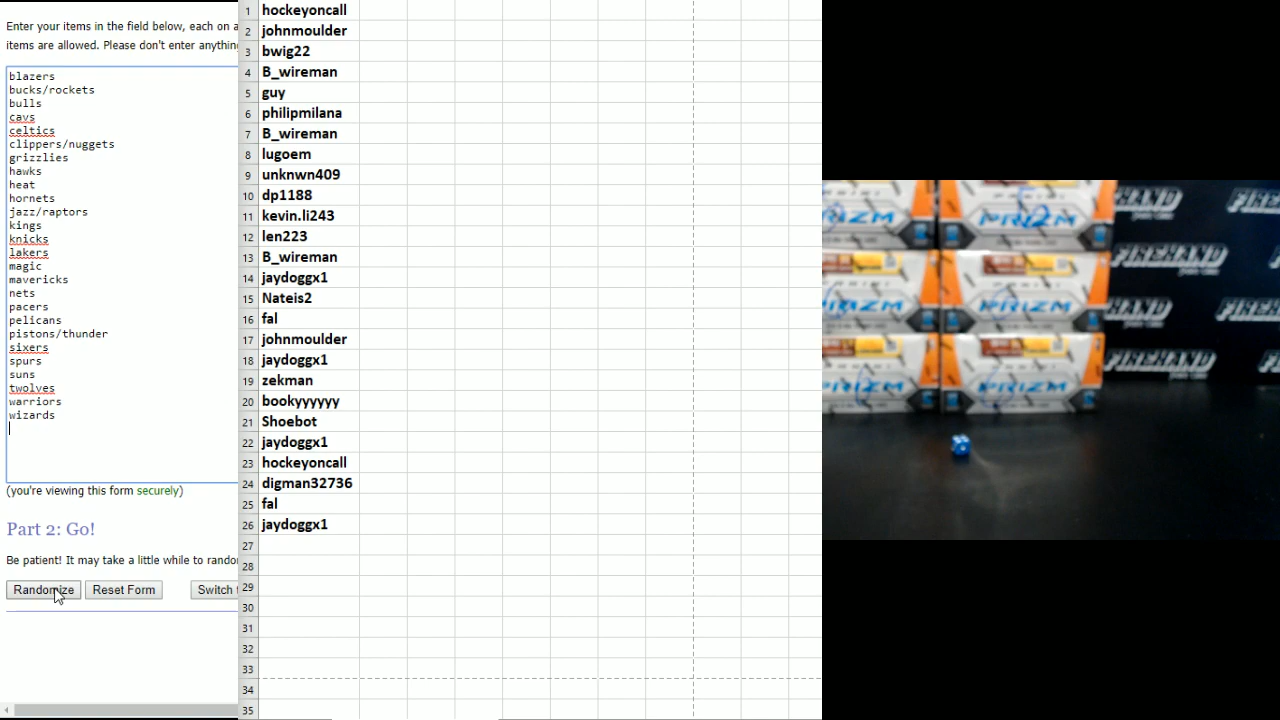 Enter your items in the field below, each on a
items are allowed. Please don't enter anything
blazers
bucks/rockets
bulls
cavs
celtics
clippers/nuggets
grizzlies
hawks
heat
hornets
jazz/raptors
kings
knicks
lakers
magic
mavericks
nets
pacers
pelicans
pistons/thunder
sixers
spurs
suns
twolves
warriors
wizards
(you're viewing this form securely)
Part 2: Go!
Be patient! It may take a little while to rando
Randomize Reset Form Switch
1 hockeyoncall
2 johnmoulder
3 bwig22
4 B_wireman
5 guy
6 philipmilana
7 B_wireman
8 lugoem
9 unknwn409
10 dp1188
11 kevin.li243
12 len223
13 B_wireman
14 jaydoggx1
15 Nateis2
16 fal
17 johnmoulder
18 jaydoggx1
19 zekman
20 bookyyyyyy
21 Shoebot
22 jaydoggx1
23 hockeyoncall
24 digman32736
25 fal
26 jaydoggx1
27
28
29
30
31
32
33
34
35
PRIZM
PRIZM
PRIZM
PRIZM
PRIZM
PRIZM
FIREHAND
FIREHAND
FIREHAND